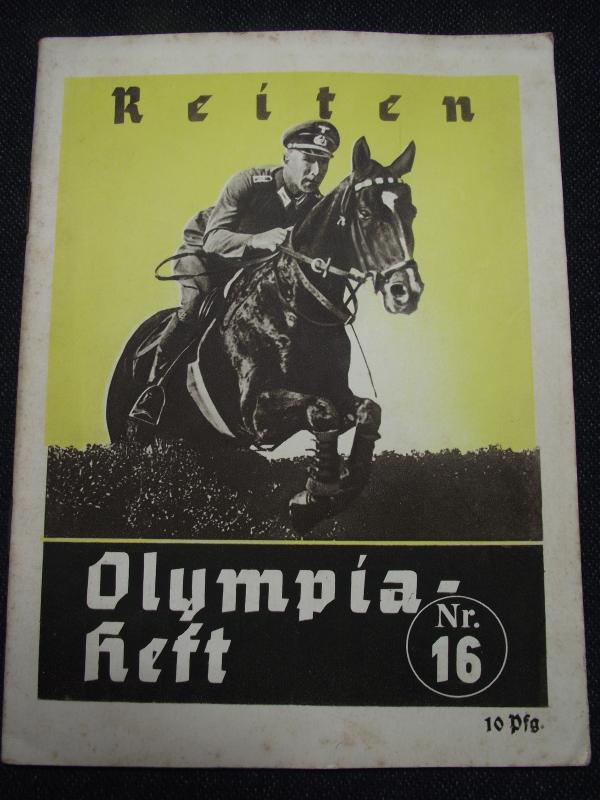 Reiten
Olympia-
Heft
Nr.
16
10 Pfg.